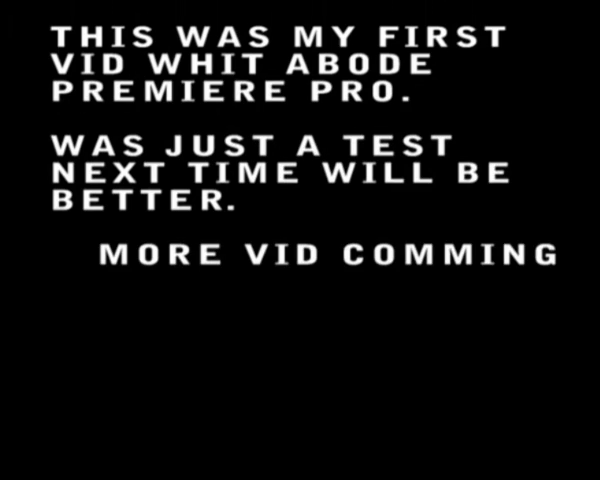 THIS WAS MY FIRST
VID WHIT ABODE
PREMIERE PRO.
WAS JUST A TEST
NEXT TIME WILL BE
BETTER.
MORE VID COMMING